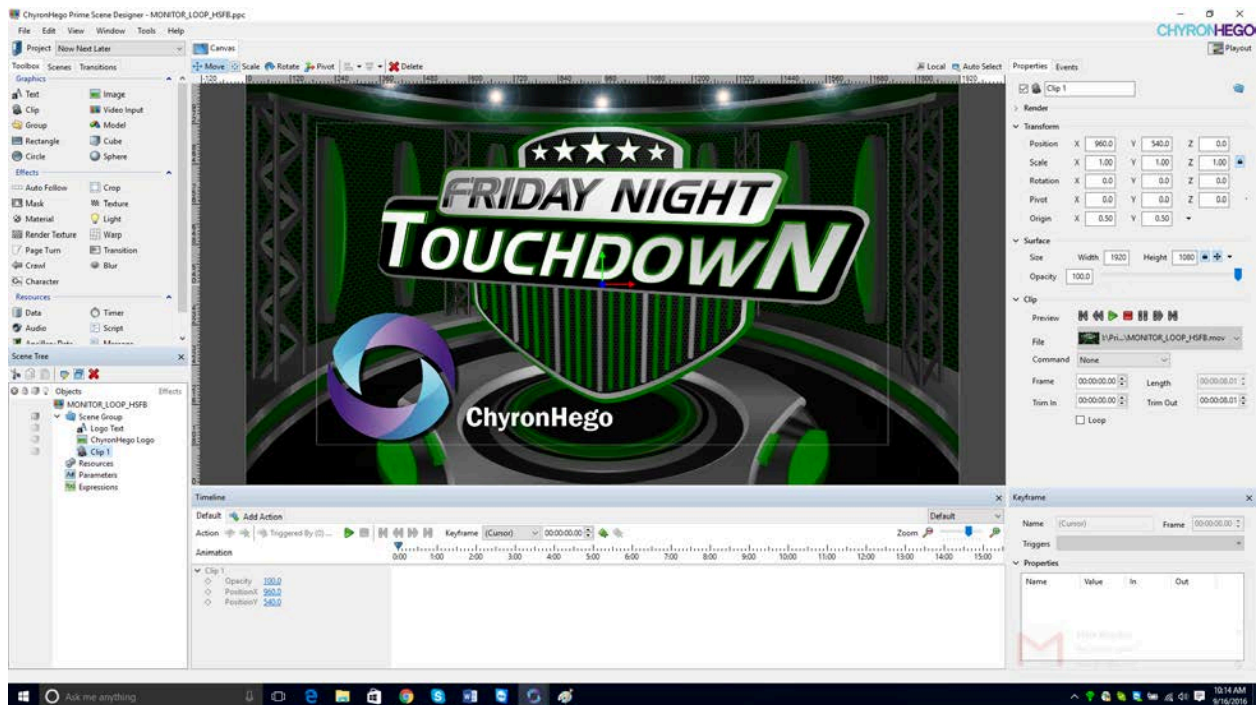 ChyronHego Prime Scene Designer - MONITOR_LOOP_HSFB.ppc
File Edit View Window Tools Help
CHYRONHEGO
Project Now Next Later
Canvas
Playout
Toolbox Scenes Transitions
Move Scale Rotate Pivot Delete
Local Auto Select
Properties Events
Graphics
Text Image
Clip Video Input
Group Model
Rectangle Cube
Circle Sphere
Effects
Auto Follow Crop
Mask Texture
Material Light
Render Texture Warp
Page Turn Transition
Crawl Blur
Character
Resources
Data Timer
Audio Script
Scene Tree
Objects Effects
MONITOR_LOOP_HSFB
Scene Group
Logo Text
ChyronHego Logo
Clip 1
Resources
Parameters
Expressions
FRIDAY NIGHT
TOUCHDOWN
ChyronHego
Clip 1
Render
Transform
Position X 960.0 Y 540.0 Z 0.0
Scale X 1.00 Y 1.00 Z 1.00
Rotation X 0.0 Y 0.0 Z 0.0
Pivot X 0.0 Y 0.0 Z 0.0
Origin X 0.50 Y 0.50
Surface
Size Width 1920 Height 1080
Opacity 100.0
Clip
Preview
File I:\Pri...\MONITOR_LOOP_HSFB.mov
Command None
Frame 00:00:00.00 Length 00:00:08.01
Trim In 00:00:00.00 Trim Out 00:00:08.01
Loop
Timeline
Default Add Action
Default
Action Triggered By (0) ... Keyframe (Cursor) 00:00:00.00 Zoom
Animation
0:00 1:00 2:00 3:00 4:00 5:00 6:00 7:00 8:00 9:00 10:00 11:00 12:00 13:00 14:00 15:00
Clip 1
Opacity 100.0
PositionX 960.0
PositionY 540.0
Keyframe
Name (Cursor) Frame 00:00:00.00
Triggers
Properties
Name Value In Out
Ask me anything
10:14 AM
9/16/2016